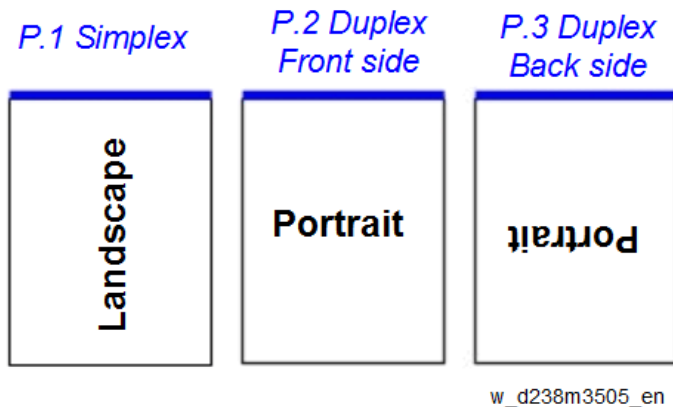 P.1 Simplex
P.2 Duplex
Front side
P.3 Duplex
Back side
Landscape
Portrait
Portrait
w_d238m3505_en